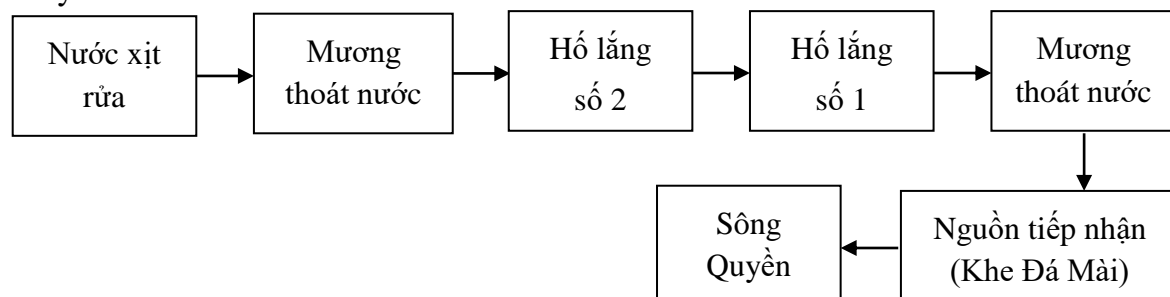 Nước xịt
rửa
Mương
thoát nước
Hố lắng
số 2
Hố lắng
số 1
Mương
thoát nước
Nguồn tiếp nhận
(Khe Đá Mài)
Sông
Quyền